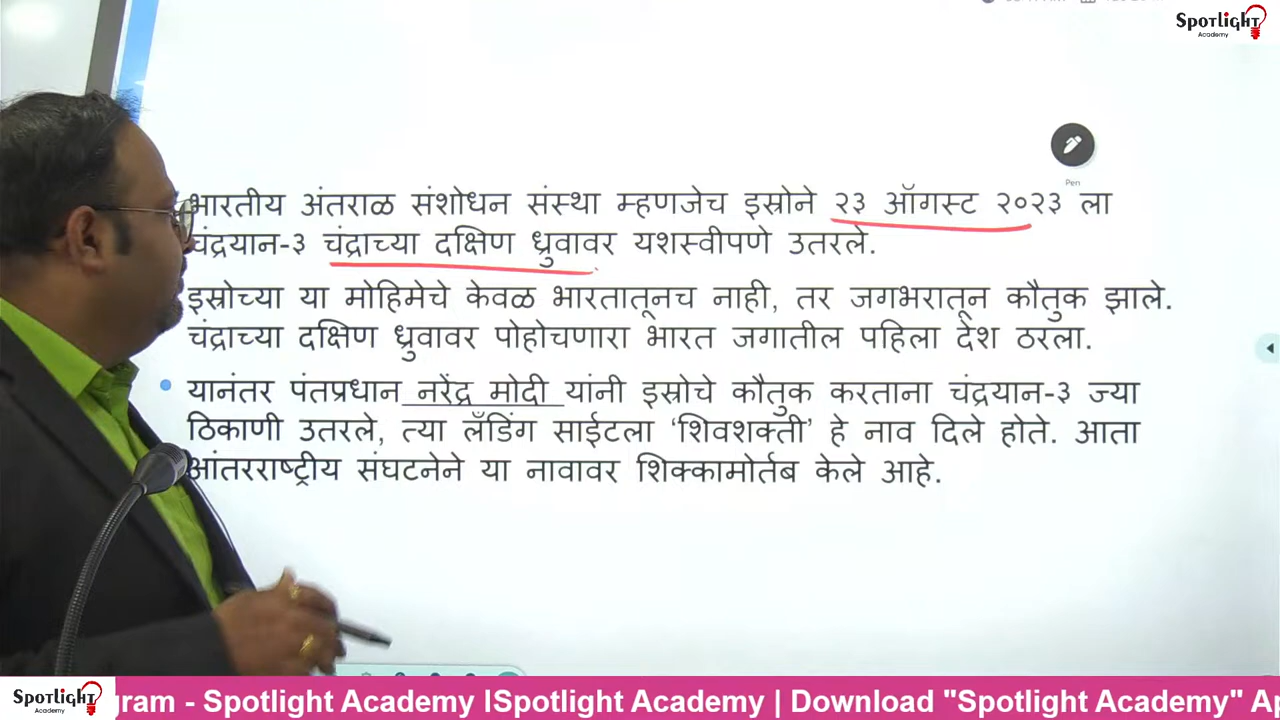 Spotlight
Academy
Pen
भारतीय अंतराळ संशोधन संस्था म्हणजेच इस्रोने २३ ऑगस्ट २०२३ ला
चंद्रयान-३ चंद्राच्या दक्षिण ध्रुवावर यशस्वीपणे उतरले.
इस्रोच्या या मोहिमेचे केवळ भारतातूनच नाही, तर जगभरातून कौतुक झाले.
चंद्राच्या दक्षिण ध्रुवावर पोहोचणारा भारत जगातील पहिला देश ठरला.
यानंतर पंतप्रधान नरेंद्र मोदी यांनी इस्रोचे कौतुक करताना चंद्रयान-३ ज्या
ठिकाणी उतरले, त्या लँडिंग साईटला ‘शिवशक्ती’ हे नाव दिले होते. आता
आंतरराष्ट्रीय संघटनेने या नावावर शिक्कामोर्तब केले आहे.
Spotlight
Academy
gram - Spotlight Academy |Spotlight Academy | Download "Spotlight Academy" Ap